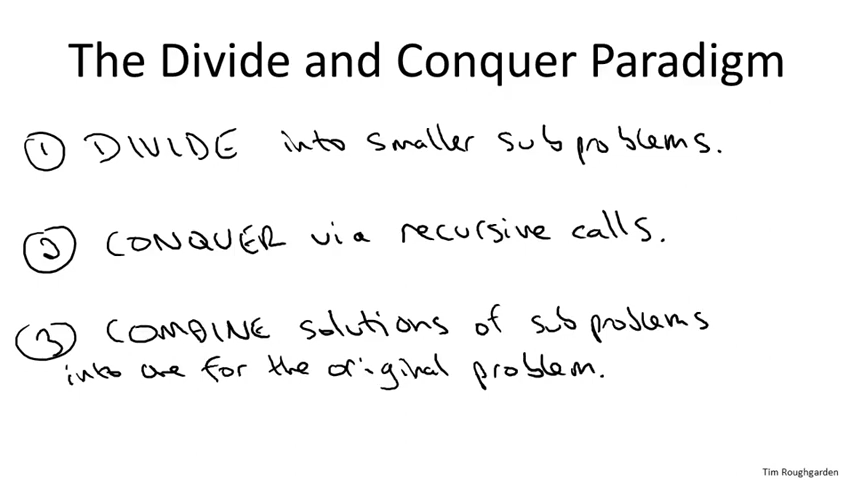 The Divide and Conquer Paradigm
① DIVIDE into smaller subproblems.
② CONQUER via recursive calls.
③ COMBINE solutions of subproblems
into one for the original problem.
Tim Roughgarden